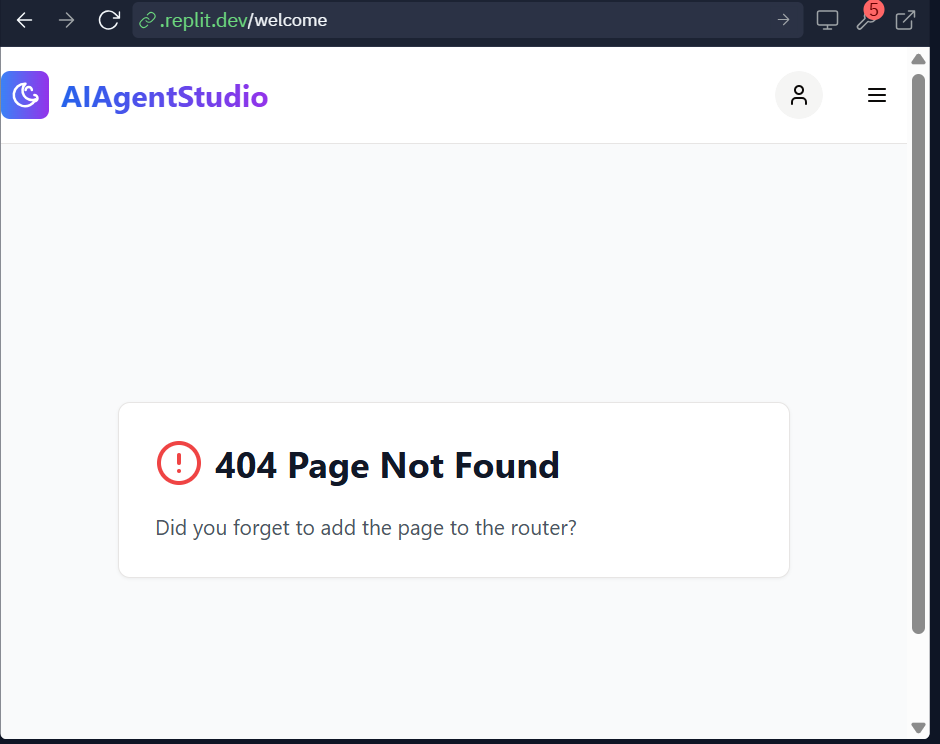 .replit.dev/welcome
5
AIAgentStudio
404 Page Not Found
Did you forget to add the page to the router?